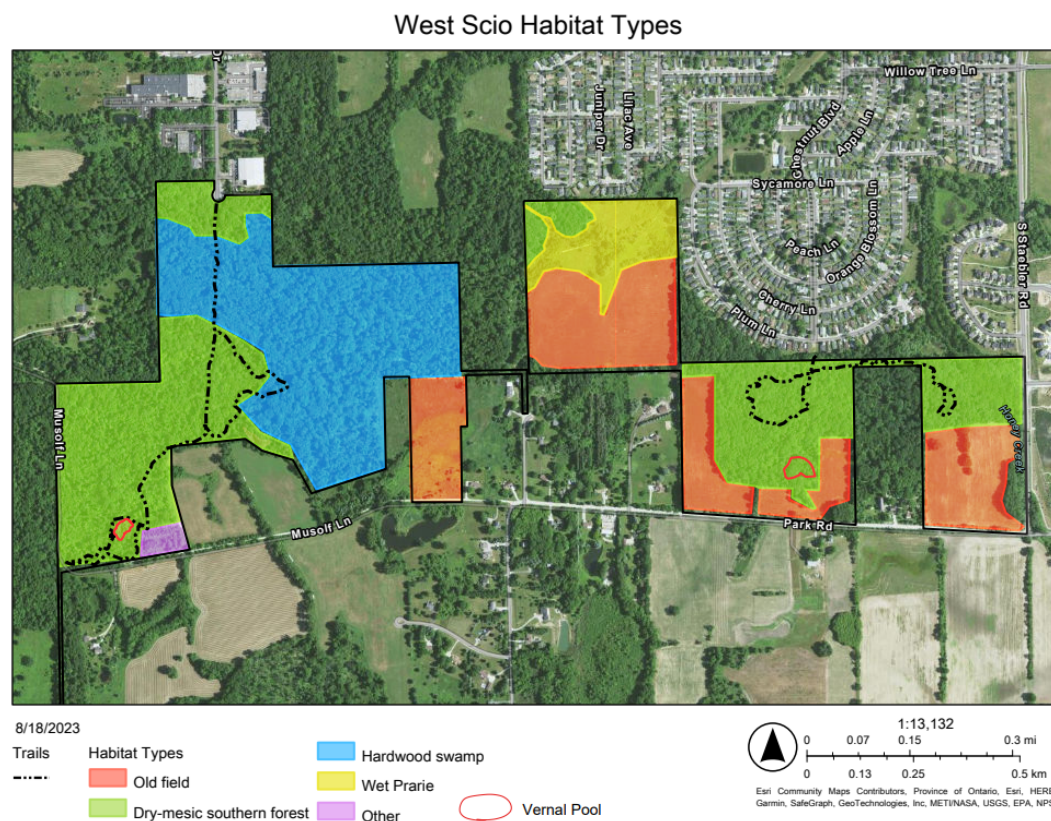 West Scio Habitat Types
Dr
Willow Tree Ln
Juniper Dr
Lilac Ave
Chestnut Blvd
Apple Ln
Sycamore Ln
Orange Blossom Ln
Peach Ln
S Staebler Rd
Cherry Ln
Plum Ln
Musolf Ln
Honey Creek
Musolf Ln
Park Rd
8/18/2023
Trails
Habitat Types
Old field
Dry-mesic southern forest
Hardwood swamp
Wet Prarie
Other
Vernal Pool
1:13,132
0 0.07 0.15 0.3 mi
0 0.13 0.25 0.5 km
Esri Community Maps Contributors, Province of Ontario, Esri, HERE
Garmin, SafeGraph, GeoTechnologies, Inc, METI/NASA, USGS, EPA, NPS